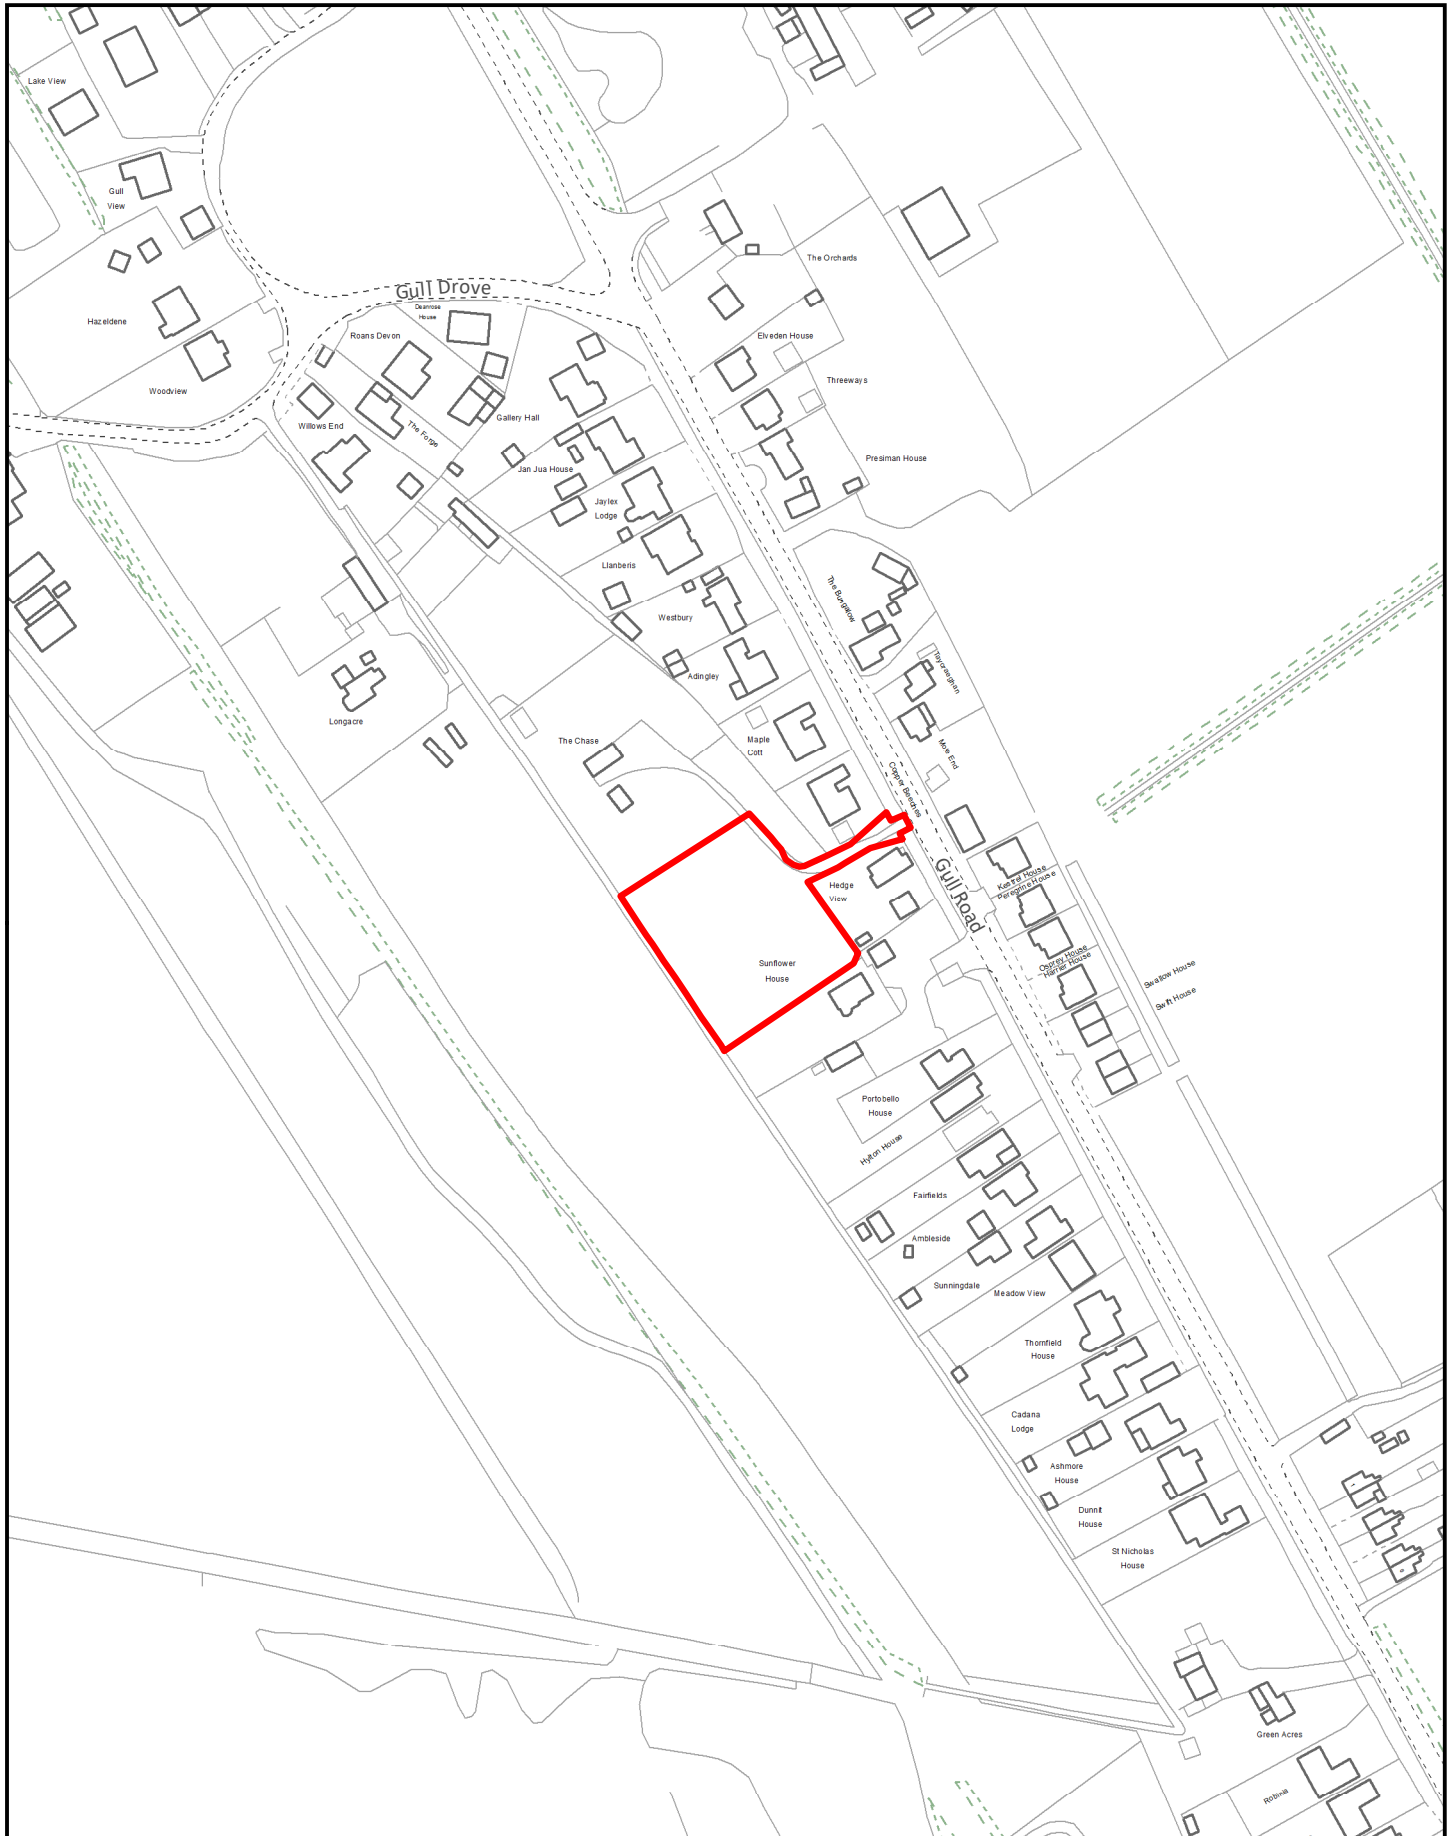 Lake View
Gull
View
The Orchards
Gull Drove
Deanrose
House
Hazeldene
Roans Devon
Elveden House
Threeways
Woodview
Gallery Hall
Willows End
The Forge
Presiman House
Jan Jua House
Jaylex
Lodge
Llanberis
The Bungalow
Westbury
Taycraeghan
Adingley
Longacre
The Chase
Maple
Cott
Moe End
Copper Beeches
Gull Road
Kestrel House
Peregrine House
Hedge
View
Osprey House
Harrier House
Sunflower
House
Swallow House
Swift House
Portobello
House
Hylton House
Fairfields
Ambleside
Sunningdale
Meadow View
Thornfield
House
Cadana
Lodge
Ashmore
House
Dunnit
House
St Nicholas
House
Green Acres
Robinia